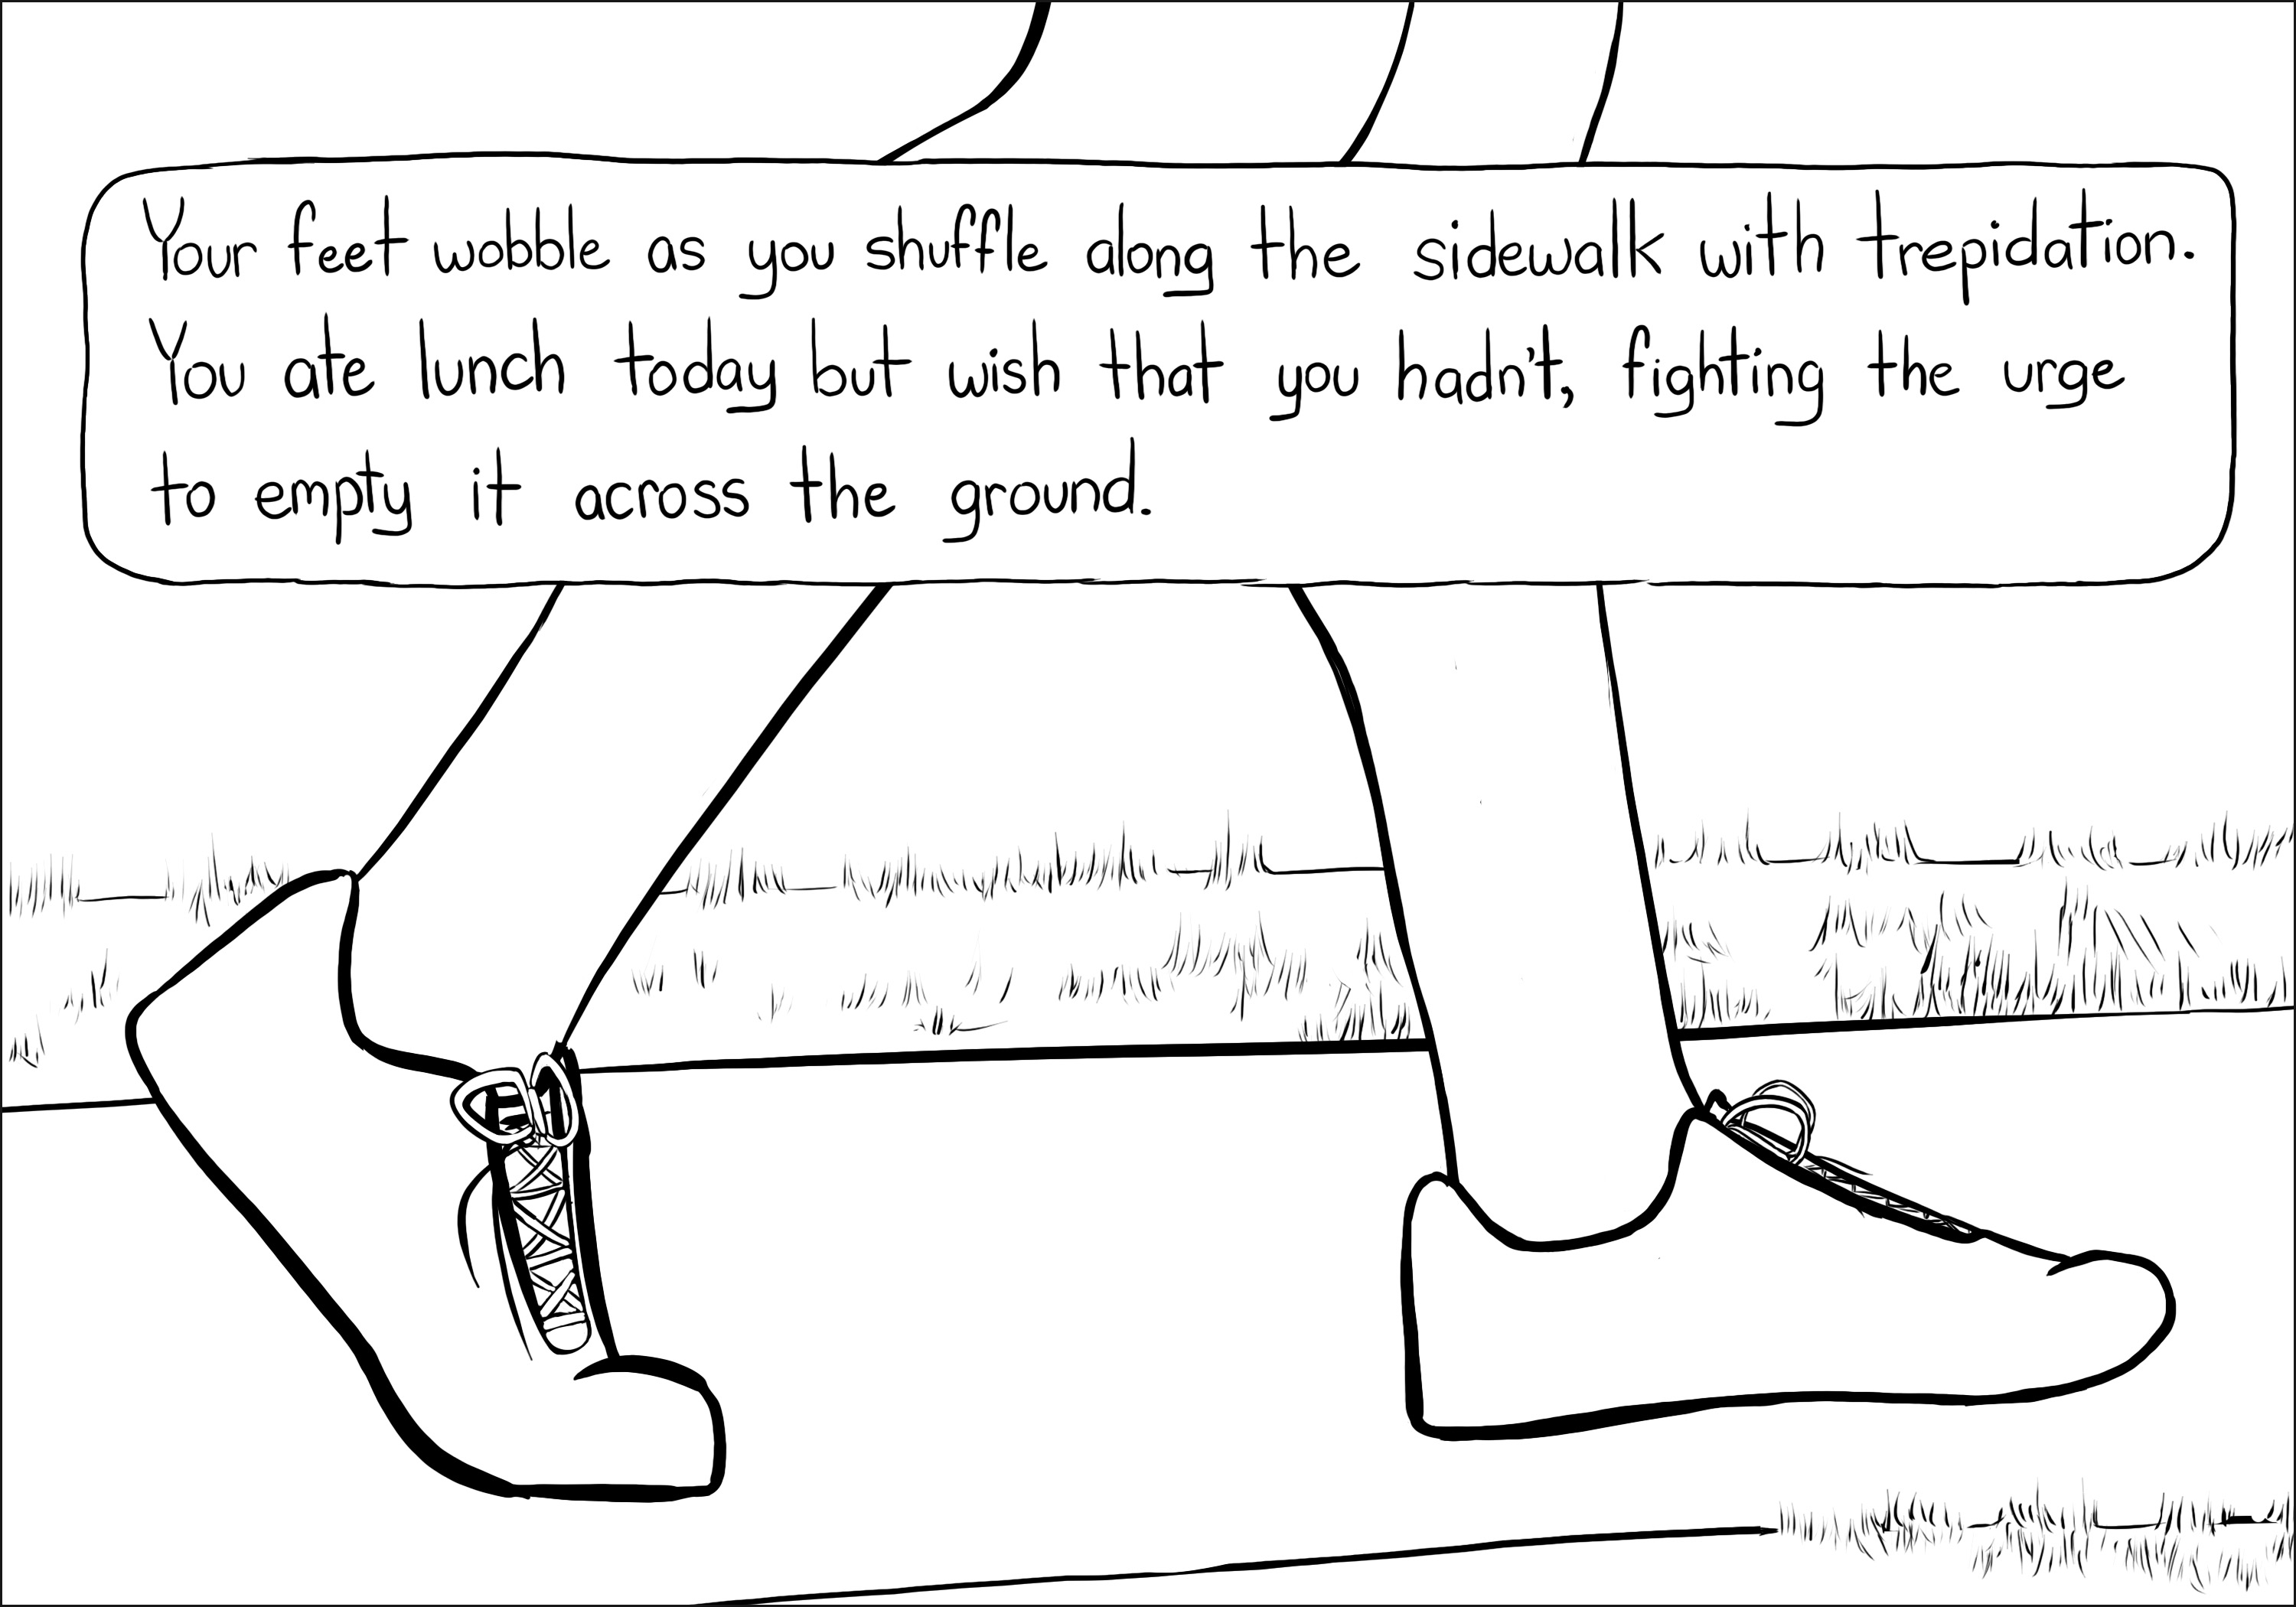 Your feet wobble as you shuffle along the sidewalk with trepidation.
You ate lunch today but wish that you hadn't, fighting the urge
to empty it across the ground.